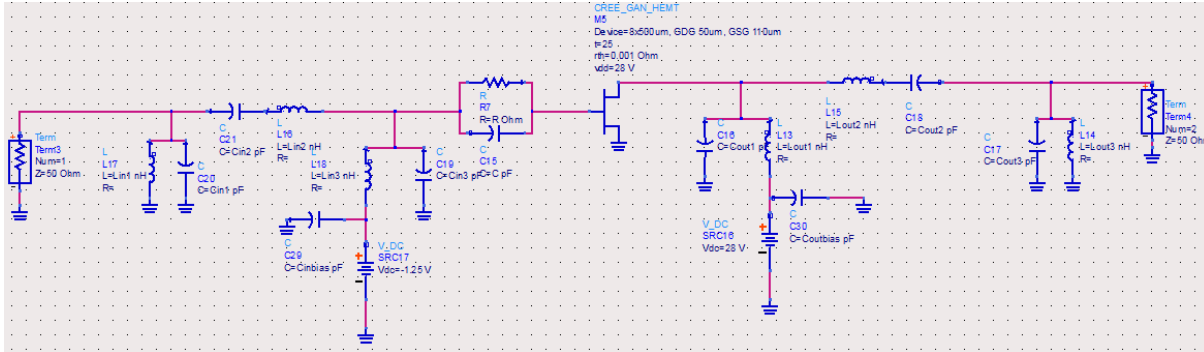 CREE_GAN_HEMT
M5
Device=8x500um, GDG 50um, GSG 110um
t=25
rth=0.001 Ohm
vdd=28 V
Term
Term3
Num=1
Z=50 Ohm
L
L17
L=Lin1 nH
R=
C
C20
C=Cin1 pF
C
C21
C=Cin2 pF
L
L16
L=Lin2 nH
R=
L
L18
L=Lin3 nH
R=
C
C19
C=Cin3 pF
R
R7
R=R Ohm
C
C15
C=C pF
C
C29
C=Cinbias pF
V_DC
SRC17
Vdc=-1.25 V
C
C16
C=Cout1 pF
L
L13
L=Lout1 nH
R=
L
L15
L=Lout2 nH
R=
C
C18
C=Cout2 pF
V_DC
SRC16
Vdc=28 V
C
C30
C=Coutbias pF
C
C17
C=Cout3 pF
L
L14
L=Lout3 nH
R=
Term
Term4
Num=2
Z=50 Ohm